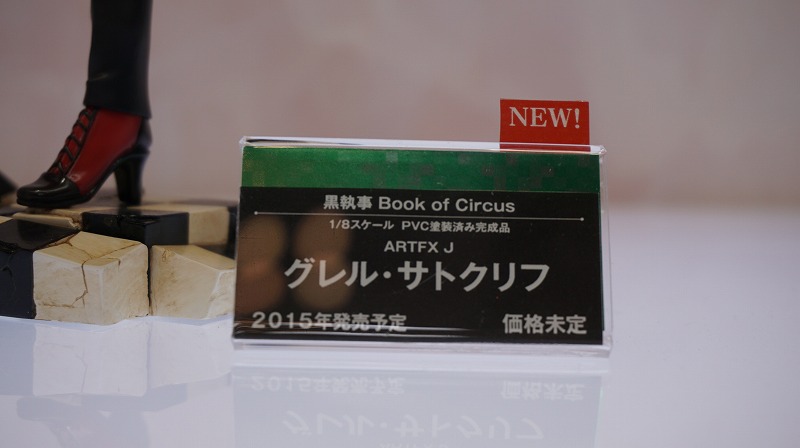 NEW!
黒執事 Book of Circus
1/8スケール PVC塗装済み完成品
ARTFX J
グレル・サトクリフ
2015年発売予定 価格未定